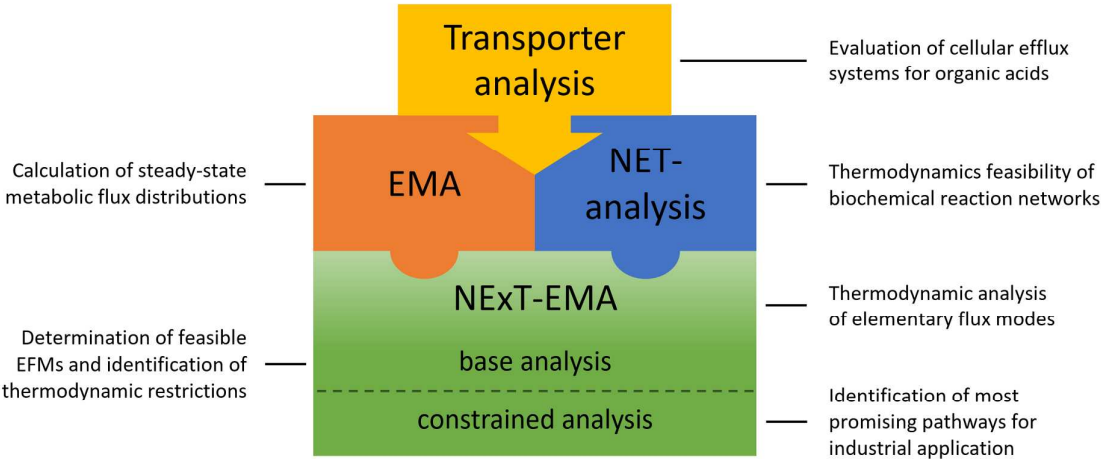 Transporter
analysis
Evaluation of cellular efflux
systems for organic acids
Calculation of steady-state
metabolic flux distributions
EMA
NET-
analysis
Thermodynamics feasibility of
biochemical reaction networks
NExT-EMA
Thermodynamic analysis
of elementary flux modes
Determination of feasible
EFMs and identification of
thermodynamic restrictions
base analysis
constrained analysis
Identification of most
promising pathways for
industrial application